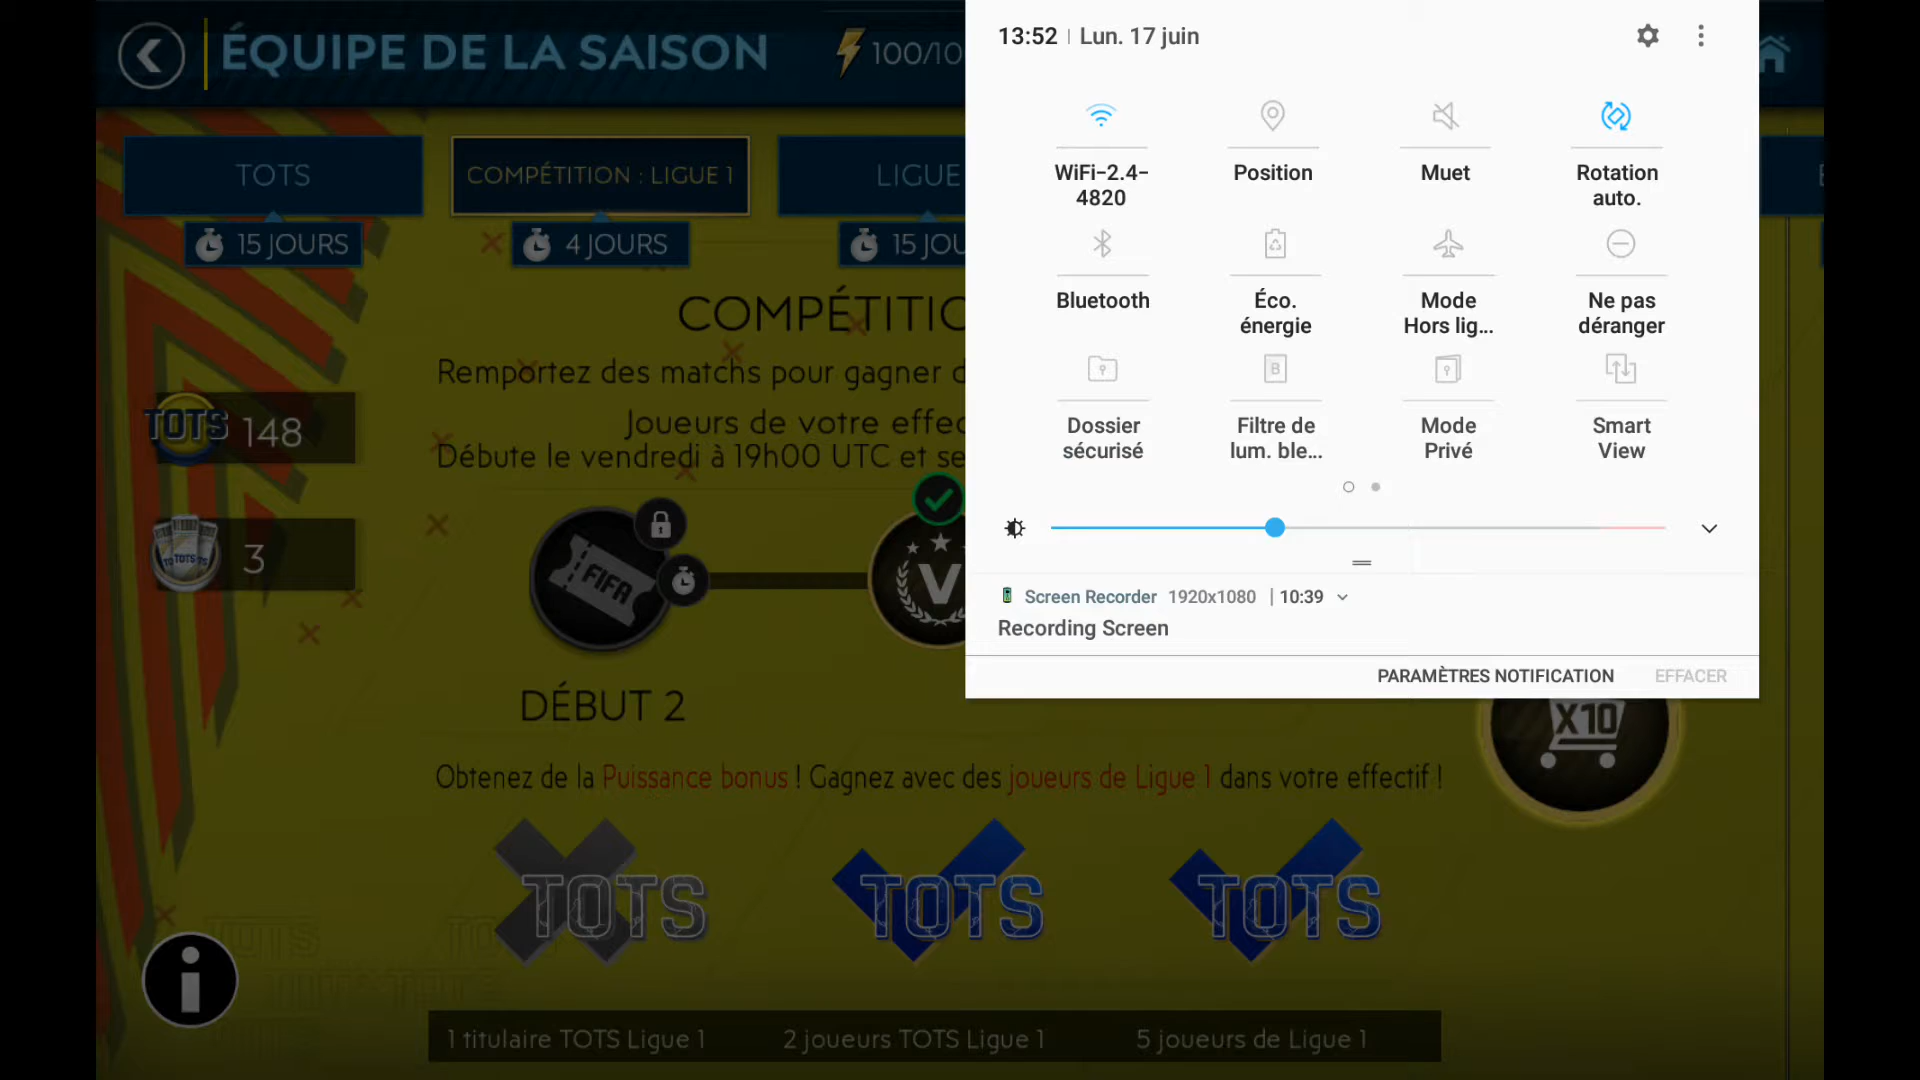 ÉQUIPE DE LA SAISON
100/10
TOTS
COMPÉTITION : LIGUE 1
LIGUE
15 JOURS
4 JOURS
15 JOU
COMPÉTITIO
Remportez des matchs pour gagner d
Joueurs de votre effec
Débute le vendredi à 19h00 UTC et se
TOTS
148
TOTS
3
FIFA
V
DÉBUT 2
X10
Obtenez de la Puissance bonus ! Gagnez avec des joueurs de Ligue 1 dans votre effectif !
TOTS
TOTS
TOTS
1 titulaire TOTS Ligue 1
2 joueurs TOTS Ligue 1
5 joueurs de Ligue 1
13:52 | Lun. 17 juin
WiFi-2.4-
4820
Position
Muet
Rotation
auto.
Bluetooth
Éco.
énergie
Mode
Hors lig...
Ne pas
déranger
Dossier
sécurisé
B
Filtre de
lum. ble...
Mode
Privé
Smart
View
Screen Recorder 1920x1080 | 10:39
Recording Screen
PARAMÈTRES NOTIFICATION
EFFACER